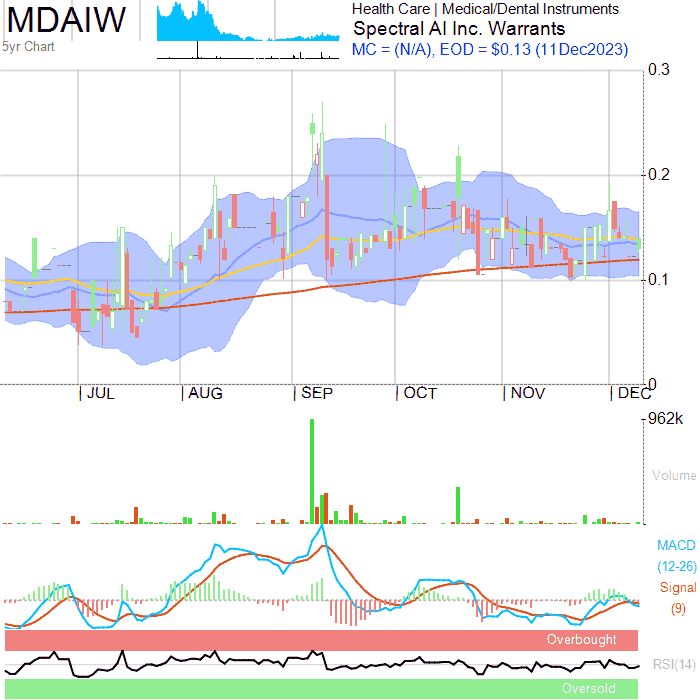 MDAIW
5yr Chart
Health Care | Medical/Dental Instruments
Spectral AI Inc. Warrants
MC = (N/A), EOD = $0.13 (11Dec2023)
0.3
0.2
0.1
0
JUL
AUG
SEP
OCT
NOV
DEC
962k
Volume
MACD
(12-26)
Signal
(9)
Overbought
RSI(14)
Oversold